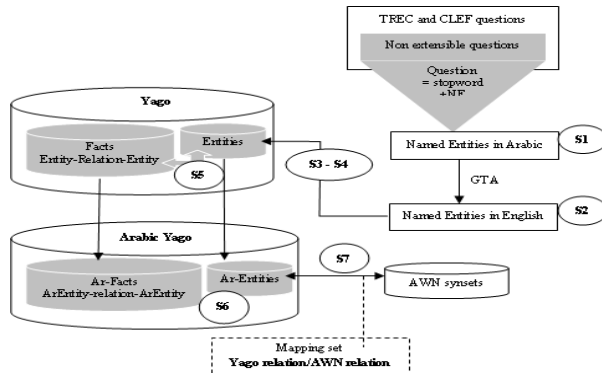 TREC and CLEF questions
Non extensible questions
Question
= stopword
+NE
Yago
Facts
Entity-Relation-Entity
Entities
S5
S3 - S4
Named Entities in Arabic
S1
GTA
Named Entities in English
S2
Arabic Yago
Ar-Facts
ArEntity-relation-ArEntity
Ar-Entities
S6
S7
AWN synsets
Mapping set
Yago relation/AWN relation